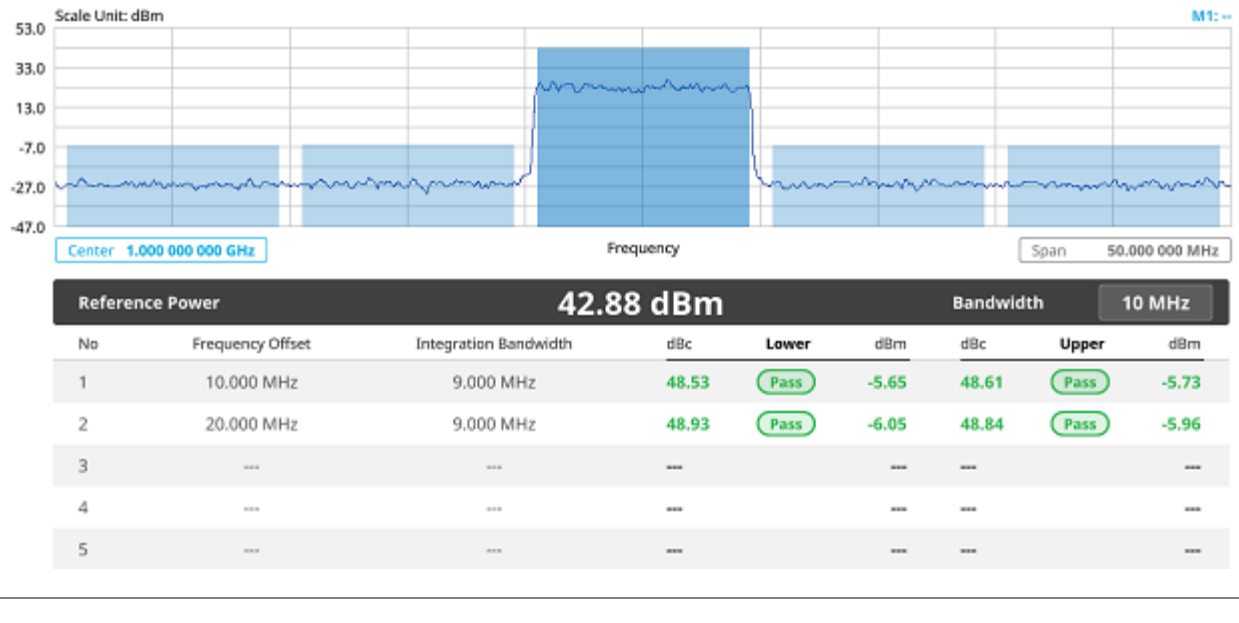 Scale Unit: dBm M1: --
53.0
33.0
13.0
-7.0
-27.0
-47.0
Center 1.000 000 000 GHz Frequency Span 50.000 000 MHz
Reference Power 42.88 dBm Bandwidth 10 MHz
No Frequency Offset Integration Bandwidth dBc Lower dBm dBc Upper dBm
1 10.000 MHz 9.000 MHz 48.53 Pass -5.65 48.61 Pass -5.73
2 20.000 MHz 9.000 MHz 48.93 Pass -6.05 48.84 Pass -5.96
3 --- --- --- --- --- ---
4 --- --- --- --- --- ---
5 --- --- --- --- --- ---